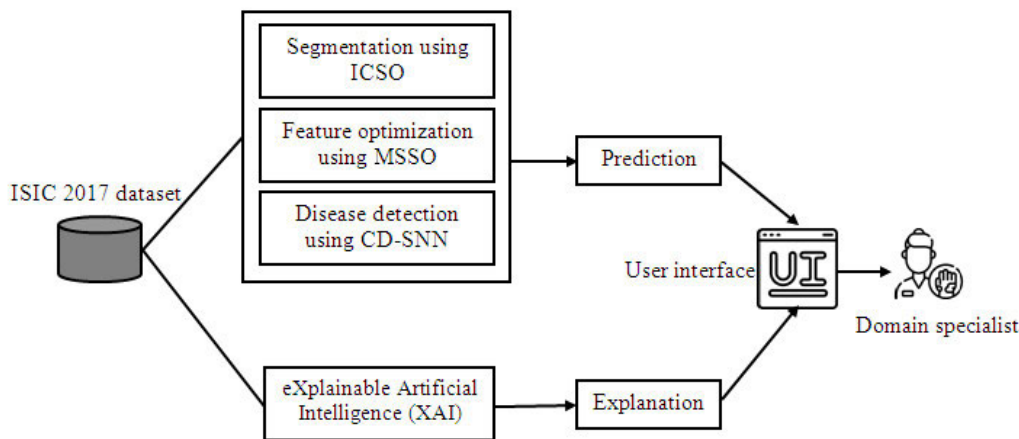 Segmentation using
ICSO
Feature optimization
using MSSO
Disease detection
using CD-SNN
Prediction
ISIC 2017 dataset
User interface
UI
Domain specialist
eXplainable Artificial
Intelligence (XAI)
Explanation